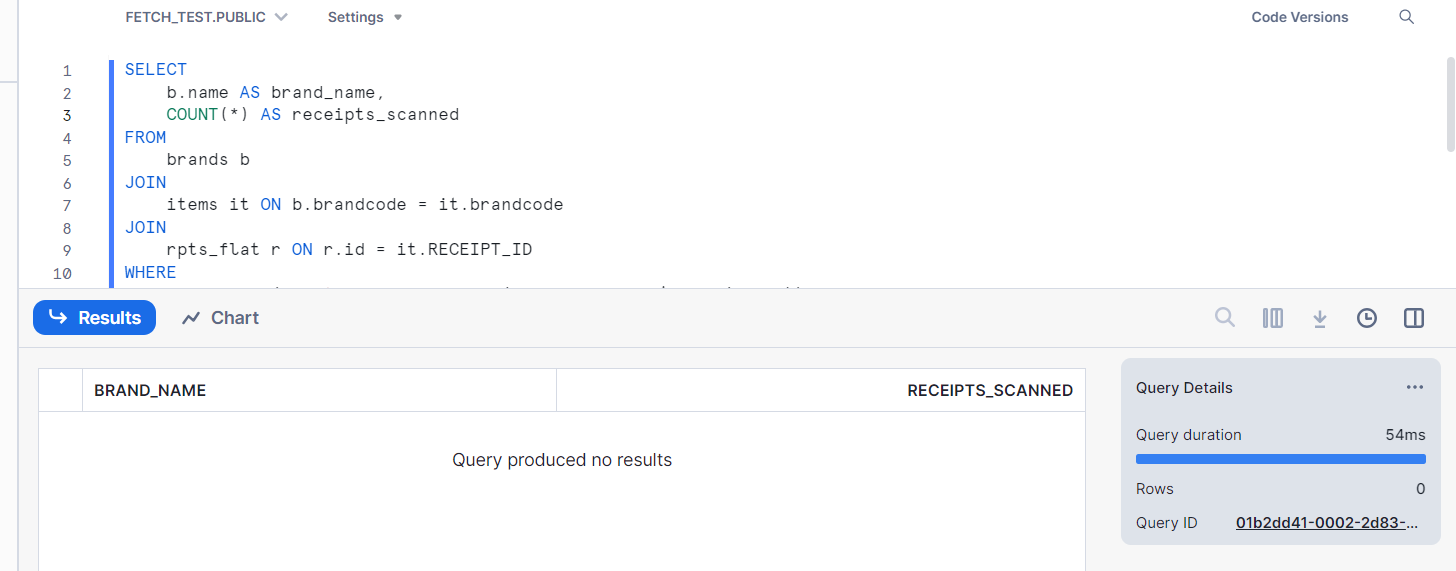 FETCH_TEST.PUBLIC Settings Code Versions
1 SELECT
2 b.name AS brand_name,
3 COUNT(*) AS receipts_scanned
4 FROM
5 brands b
6 JOIN
7 items it ON b.brandcode = it.brandcode
8 JOIN
9 rpts_flat r ON r.id = it.RECEIPT_ID
10 WHERE
Results Chart
BRAND_NAME RECEIPTS_SCANNED
Query produced no results
Query Details ...
Query duration 54ms
Rows 0
Query ID 01b2dd41-0002-2d83-...